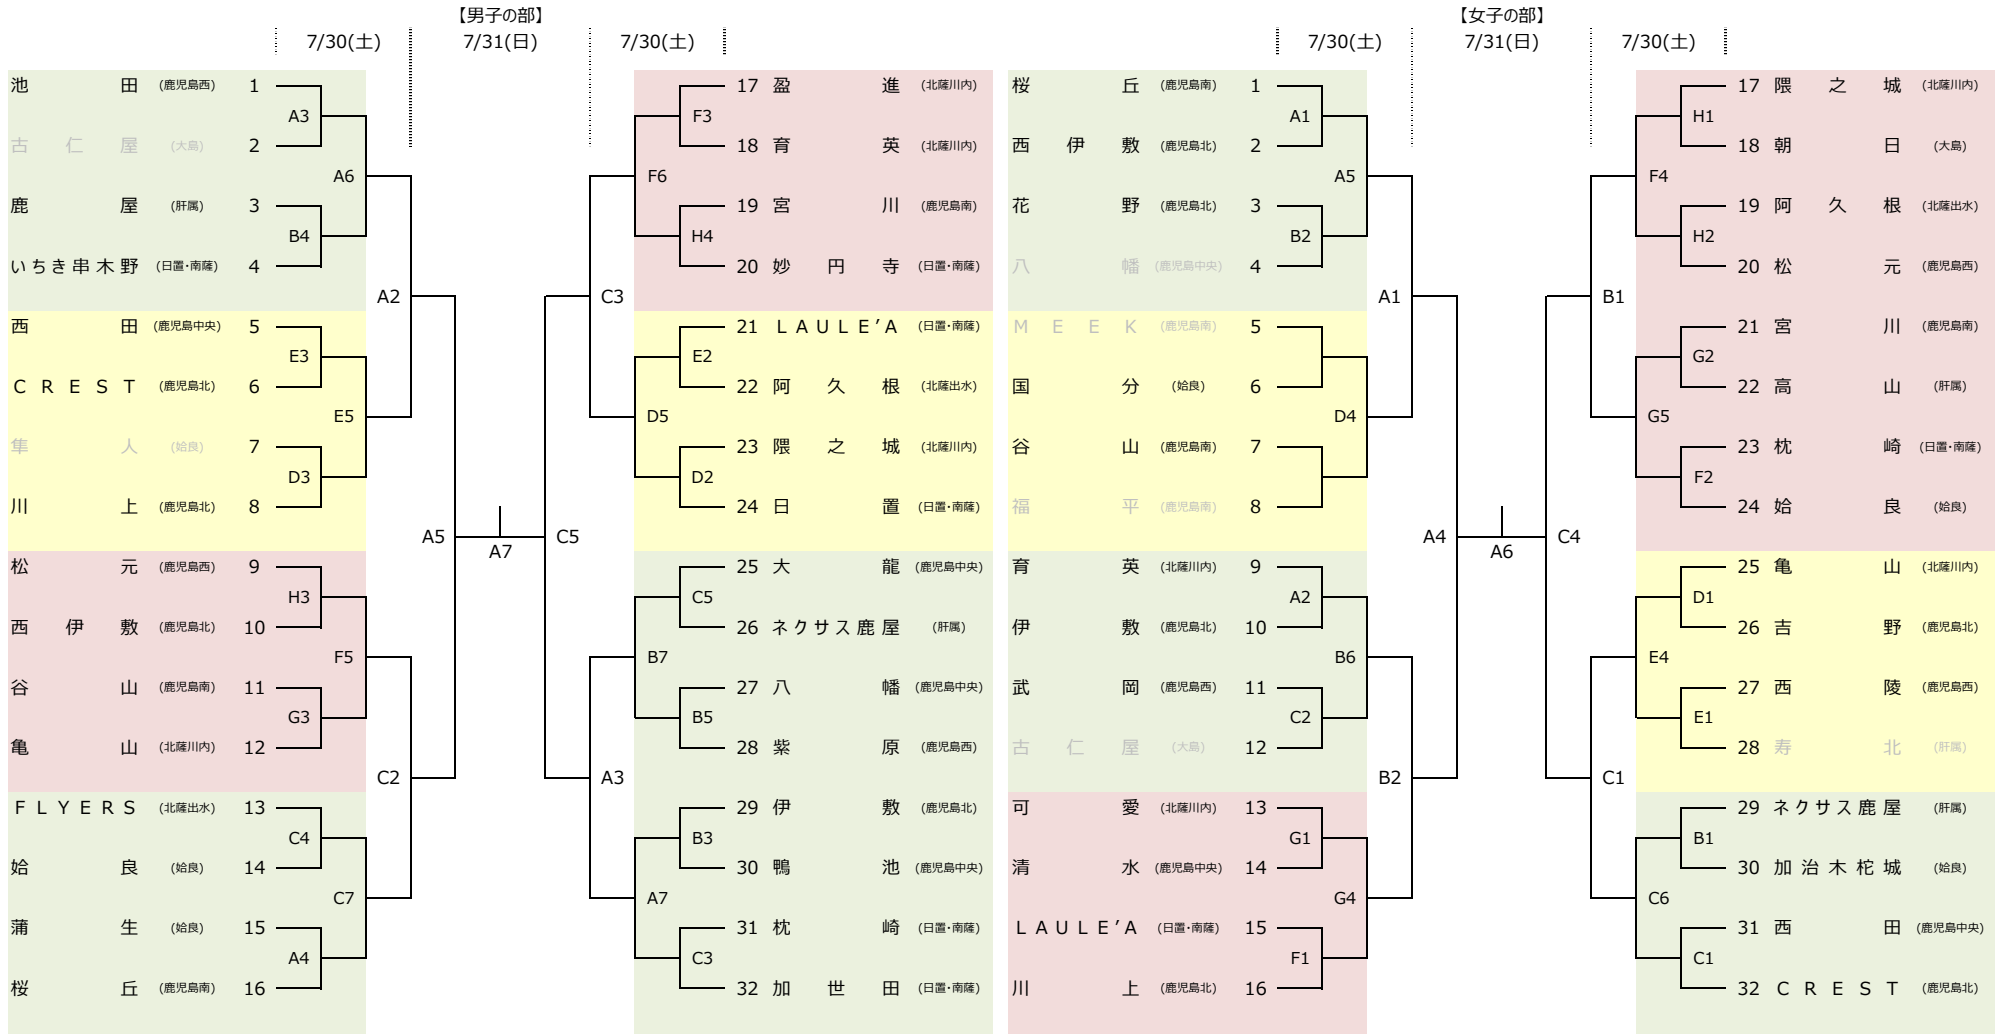 【男子の部】 【女子の部】
7/30(土) 7/31(日) 7/30(土) 7/30(土) 7/31(日) 7/30(土)
池田 (鹿児島西) 1 17 盈進 (北薩川内) 桜丘 (鹿児島南) 1 17 隈之城 (北薩川内)
A3 F3 A1 H1
古仁屋 (大島) 2 18 育英 (北薩川内) 西伊敷 (鹿児島北) 2 18 朝日 (大島)
A6 F6 A5 F4
鹿屋 (肝属) 3 19 宮川 (鹿児島南) 花野 (鹿児島北) 3 19 阿久根 (北薩出水)
B4 H4 B2 H2
いちき串木野 (日置・南薩) 4 20 妙円寺 (日置・南薩) 八幡 (鹿児島中央) 4 20 松元 (鹿児島西)
A2 C3 A1 B1
西田 (鹿児島中央) 5 21 LAULE'A (日置・南薩) MEEK (鹿児島南) 5 21 宮川 (鹿児島南)
E3 E2 G2
CREST (鹿児島北) 6 22 阿久根 (北薩出水) 国分 (姶良) 6 22 高山 (肝属)
E5 D5 D4 G5
隼人 (姶良) 7 23 隈之城 (北薩川内) 谷山 (鹿児島南) 7 23 枕崎 (日置・南薩)
D3 D2 F2
川上 (鹿児島北) 8 24 日置 (日置・南薩) 福平 (鹿児島南) 8 24 姶良 (姶良)
A5 A7 C5 A4 A6 C4
松元 (鹿児島西) 9 25 大龍 (鹿児島中央) 育英 (北薩川内) 9 25 亀山 (北薩川内)
H3 C5 A2 D1
西伊敷 (鹿児島北) 10 26 ネクサス鹿屋 (肝属) 伊敷 (鹿児島北) 10 26 吉野 (鹿児島北)
F5 B7 B6 E4
谷山 (鹿児島南) 11 27 八幡 (鹿児島中央) 武岡 (鹿児島西) 11 27 西陵 (鹿児島西)
G3 B5 C2 E1
亀山 (北薩川内) 12 28 紫原 (鹿児島西) 古仁屋 (大島) 12 28 寿北 (肝属)
C2 A3 B2 C1
FLYERS (北薩出水) 13 29 伊敷 (鹿児島北) 可愛 (北薩川内) 13 29 ネクサス鹿屋 (肝属)
C4 B3 G1 B1
姶良 (姶良) 14 30 鴨池 (鹿児島中央) 清水 (鹿児島中央) 14 30 加治木柁城 (姶良)
C7 A7 G4 C6
蒲生 (姶良) 15 31 枕崎 (日置・南薩) LAULE'A (日置・南薩) 15 31 西田 (鹿児島中央)
A4 C3 F1 C1
桜丘 (鹿児島南) 16 32 加世田 (日置・南薩) 川上 (鹿児島北) 16 32 CREST (鹿児島北)